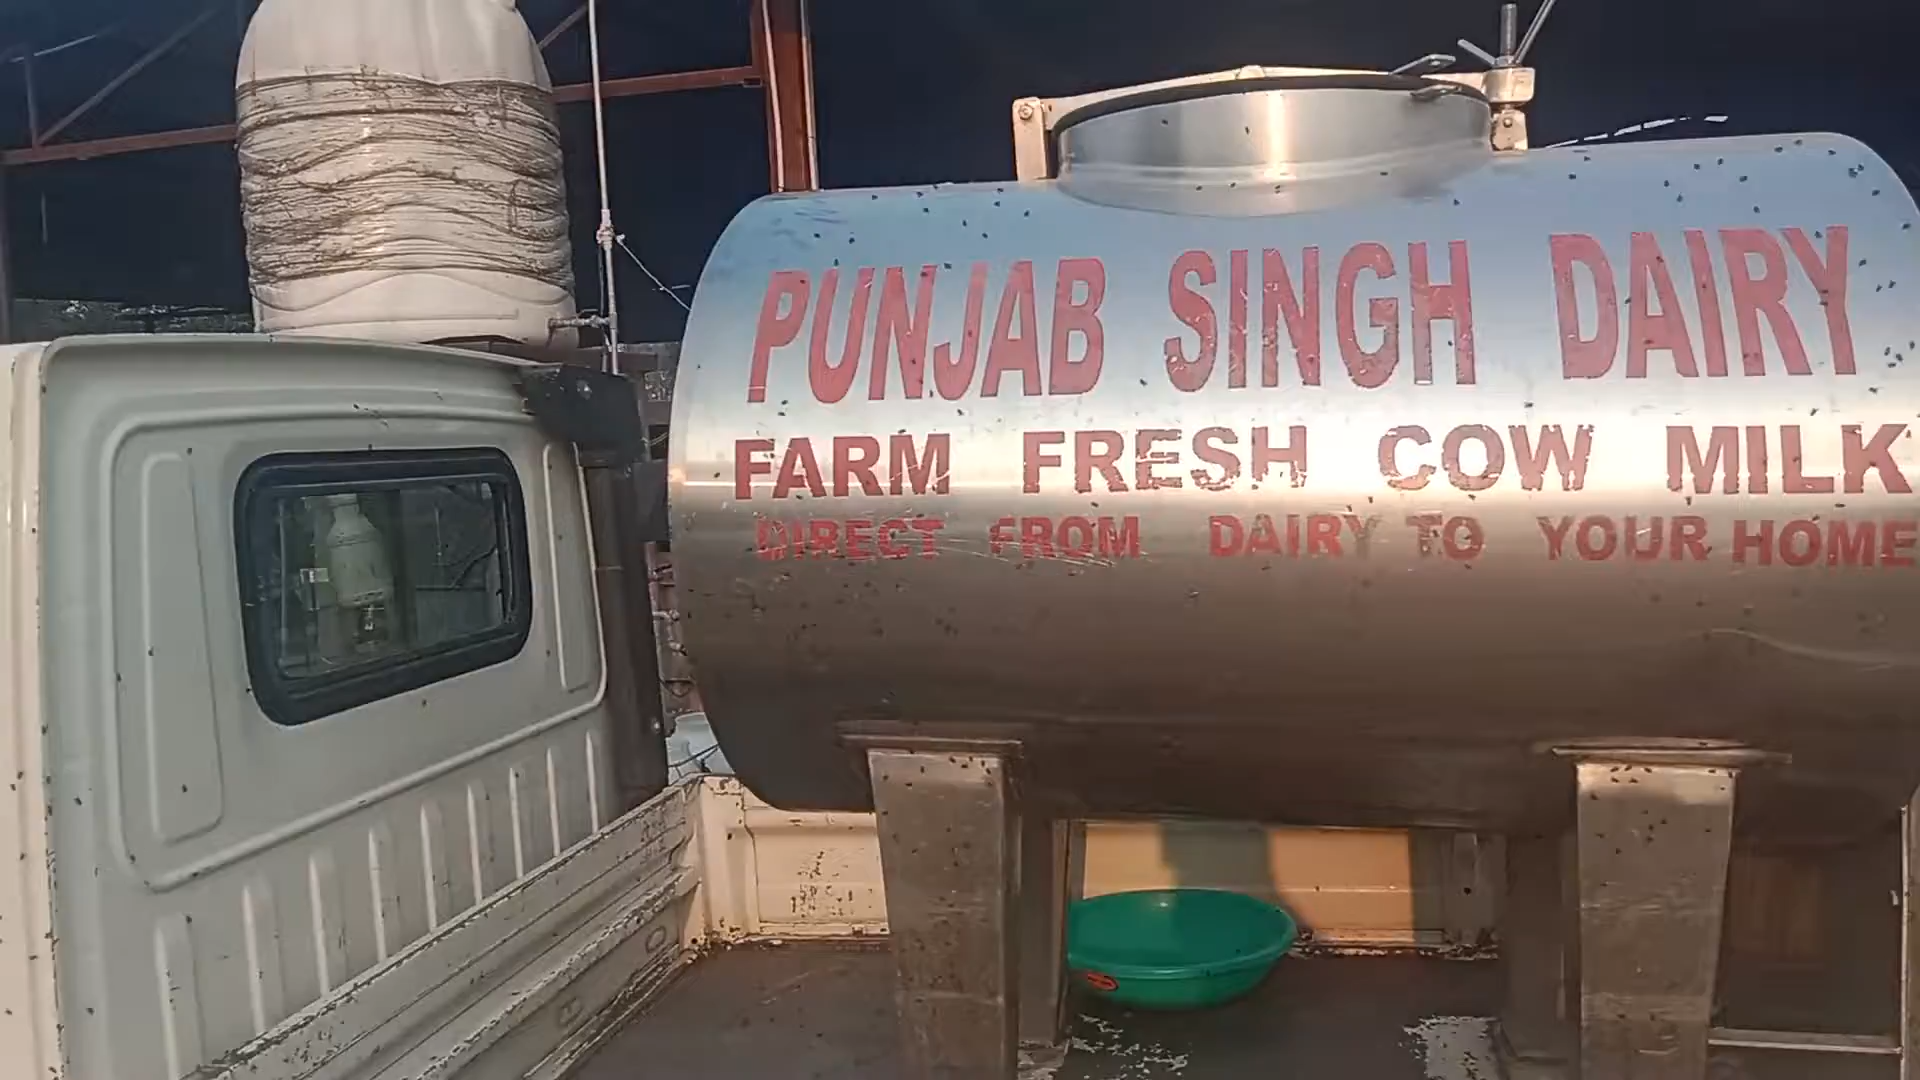 PUNJAB SINGH DAIRY
FARM FRESH COW MILK
DIRECT FROM DAIRY TO YOUR HOME